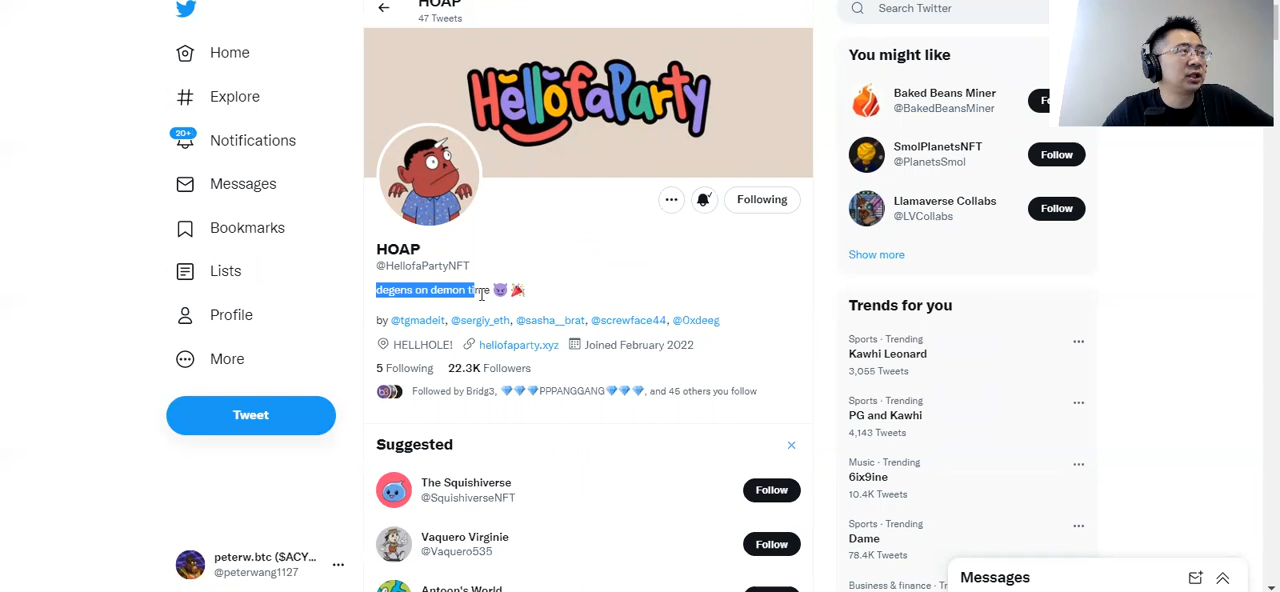 HOAP
47 Tweets
Search Twitter
Home
Explore
20+
Notifications
Messages
Bookmarks
Lists
Profile
More
Tweet
peterw.btc ($ACY...
@peterwang1127
HellofaParty
Following
HOAP
@HellofaPartyNFT
degens on demon time 😈 🎉
by @tgmadeit, @sergiy_eth, @sasha__brat, @screwface44, @0xdeeg
HELLHOLE! hellofaparty.xyz Joined February 2022
5 Following 22.3K Followers
Followed by Bridg3, 💎💎💎PPPANGGANG💎💎💎, and 45 others you follow
Suggested
The Squishiverse
@SquishiverseNFT
Follow
Vaquero Virginie
@Vaquero535
Follow
Antoon's World
You might like
Baked Beans Miner
@BakedBeansMiner
SmolPlanetsNFT
@PlanetsSmol
Follow
Llamaverse Collabs
@LVCollabs
Follow
Show more
Trends for you
Sports · Trending
Kawhi Leonard
3,055 Tweets
Sports · Trending
PG and Kawhi
4,143 Tweets
Music · Trending
6ix9ine
10.4K Tweets
Sports · Trending
Dame
78.4K Tweets
Business & finance
Messages